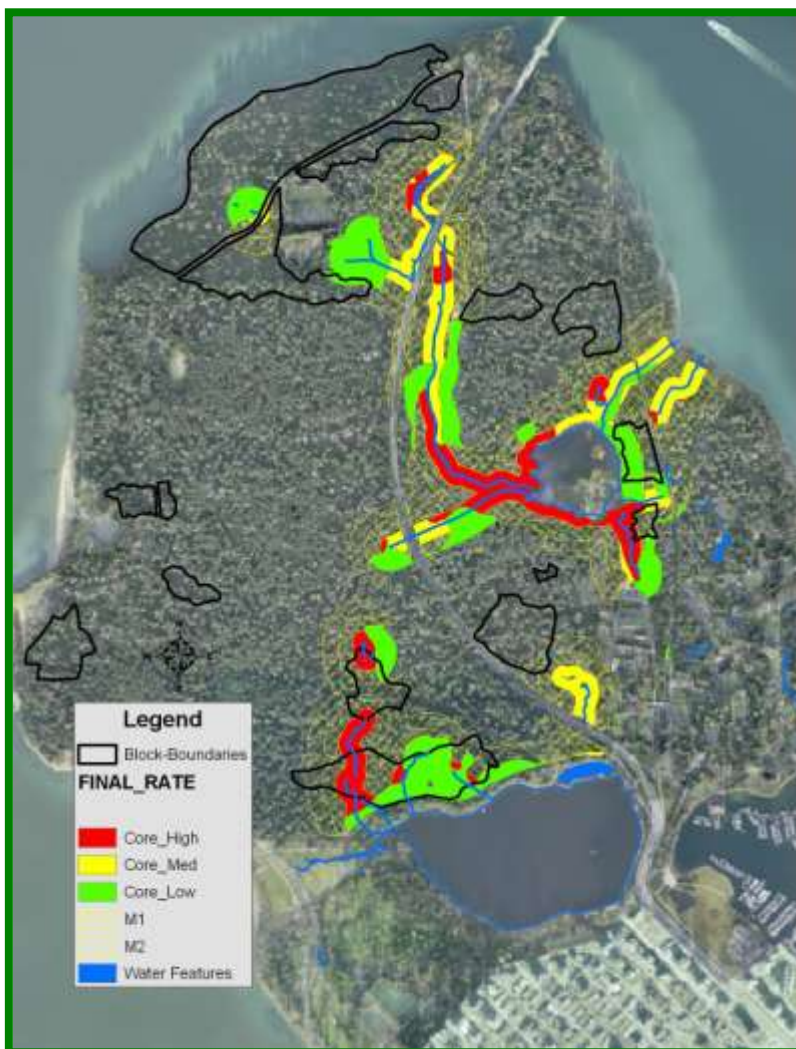 Legend
Block-Boundaries
FINAL_RATE
Core_High
Core_Med
Core_Low
M1
M2
Water Features